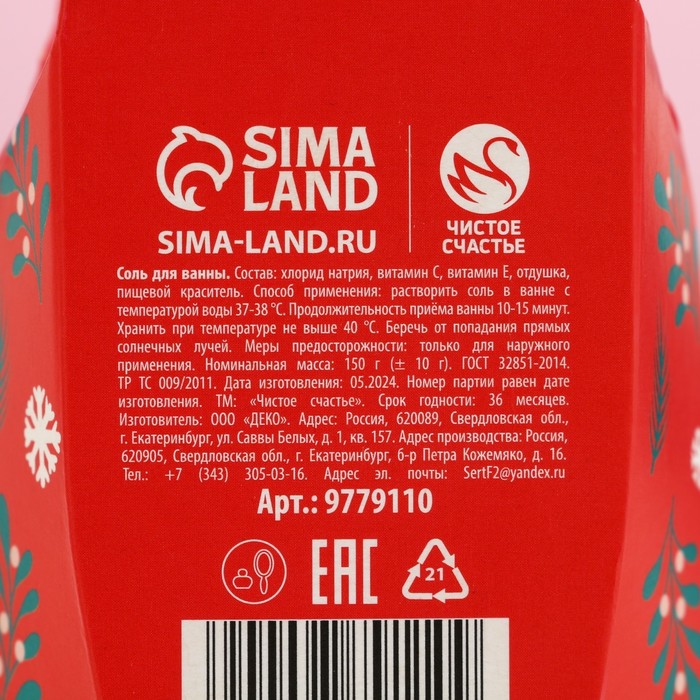 SIMA
LAND
SIMA-LAND.RU
ЧИСТОЕ
СЧАСТЬЕ
Соль для ванны. Состав: хлорид натрия, витамин С, витамин Е, отдушка,
пищевой краситель. Способ применения: растворить соль в ванне с
температурой воды 37-38 °С. Продолжительность приёма ванны 10-15 минут.
Хранить при температуре не выше 40 °С. Беречь от попадания прямых
солнечных лучей. Меры предосторожности: только для наружного
применения. Номинальная масса: 150 г (± 10 г). ГОСТ 32851-2014.
ТР ТС 009/2011. Дата изготовления: 05.2024. Номер партии равен дате
изготовления. ТМ: «Чистое счастье». Срок годности: 36 месяцев.
Изготовитель: ООО «ДЕКО». Адрес: Россия, 620089, Свердловская обл.,
г. Екатеринбург, ул. Саввы Белых, д. 1, кв. 157. Адрес производства: Россия,
620905, Свердловская обл., г. Екатеринбург, б-р Петра Кожемяко, д. 16.
Тел.: +7 (343) 305-03-16. Адрес эл. почты: SertF2@yandex.ru
Арт.: 9779110
EAC
21